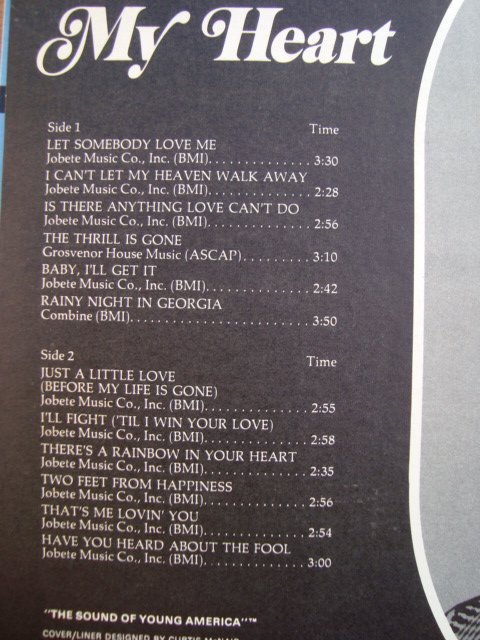 My Heart
Side 1 Time
LET SOMEBODY LOVE ME
Jobete Music Co., Inc. (BMI).............. 3:30
I CAN'T LET MY HEAVEN WALK AWAY
Jobete Music Co., Inc. (BMI).............. 2:28
IS THERE ANYTHING LOVE CAN'T DO
Jobete Music Co., Inc. (BMI).............. 2:56
THE THRILL IS GONE
Grosvenor House Music (ASCAP)......... 3:10
BABY, I'LL GET IT
Jobete Music Co., Inc. (BMI).............. 2:42
RAINY NIGHT IN GEORGIA
Combine (BMI)......................... 3:50
Side 2 Time
JUST A LITTLE LOVE
(BEFORE MY LIFE IS GONE)
Jobete Music Co., Inc. (BMI).............. 2:55
I'LL FIGHT ('TIL I WIN YOUR LOVE)
Jobete Music Co., Inc. (BMI).............. 2:58
THERE'S A RAINBOW IN YOUR HEART
Jobete Music Co., Inc. (BMI).............. 2:35
TWO FEET FROM HAPPINESS
Jobete Music Co., Inc. (BMI).............. 2:56
THAT'S ME LOVIN' YOU
Jobete Music Co., Inc. (BMI).............. 2:54
HAVE YOU HEARD ABOUT THE FOOL
Jobete Music Co., Inc. (BMI).............. 3:00
"THE SOUND OF YOUNG AMERICA"™
COVER/LINER DESIGNED BY CURTIS McNAIR